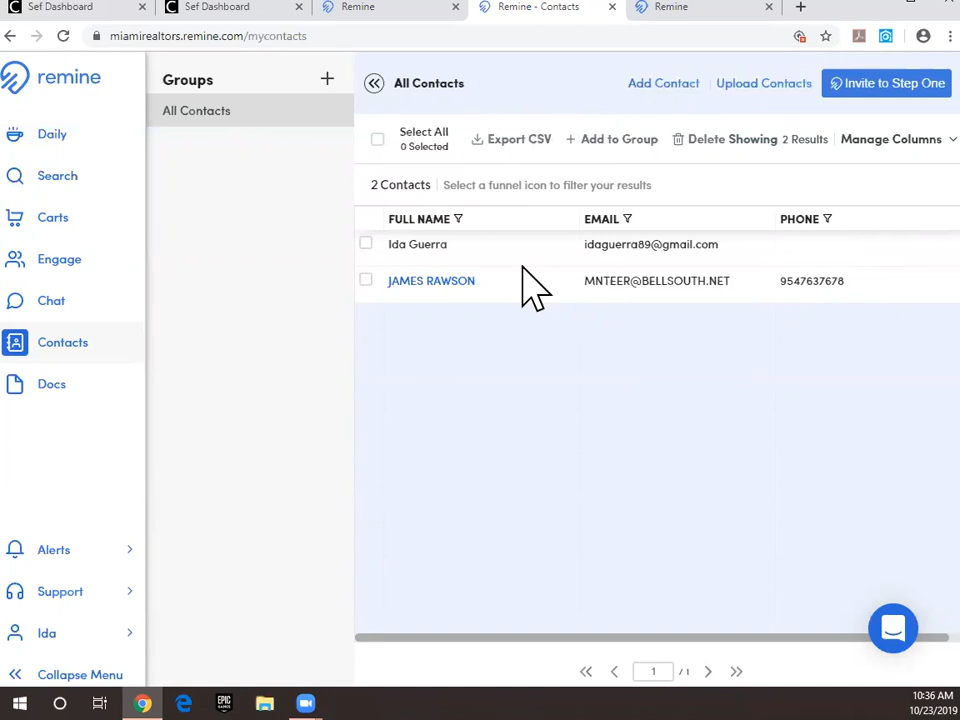 Sef Dashboard
Sef Dashboard
Remine
Remine - Contacts
Remine
miamirealtors.remine.com/mycontacts
remine
Daily
Search
Carts
Engage
Chat
Contacts
Docs
Alerts
Support
Ida
Collapse Menu
Groups
All Contacts
All Contacts
Add Contact
Upload Contacts
Invite to Step One
Select All
0 Selected
Export CSV
Add to Group
Delete Showing 2 Results
Manage Columns
2 Contacts
Select a funnel icon to filter your results
FULL NAME EMAIL PHONE
Ida Guerra idaguerra89@gmail.com
JAMES RAWSON MNTEER@BELLSOUTH.NET 9547637678
1 / 1
EPIC GAMES
10:36 AM
10/23/2019